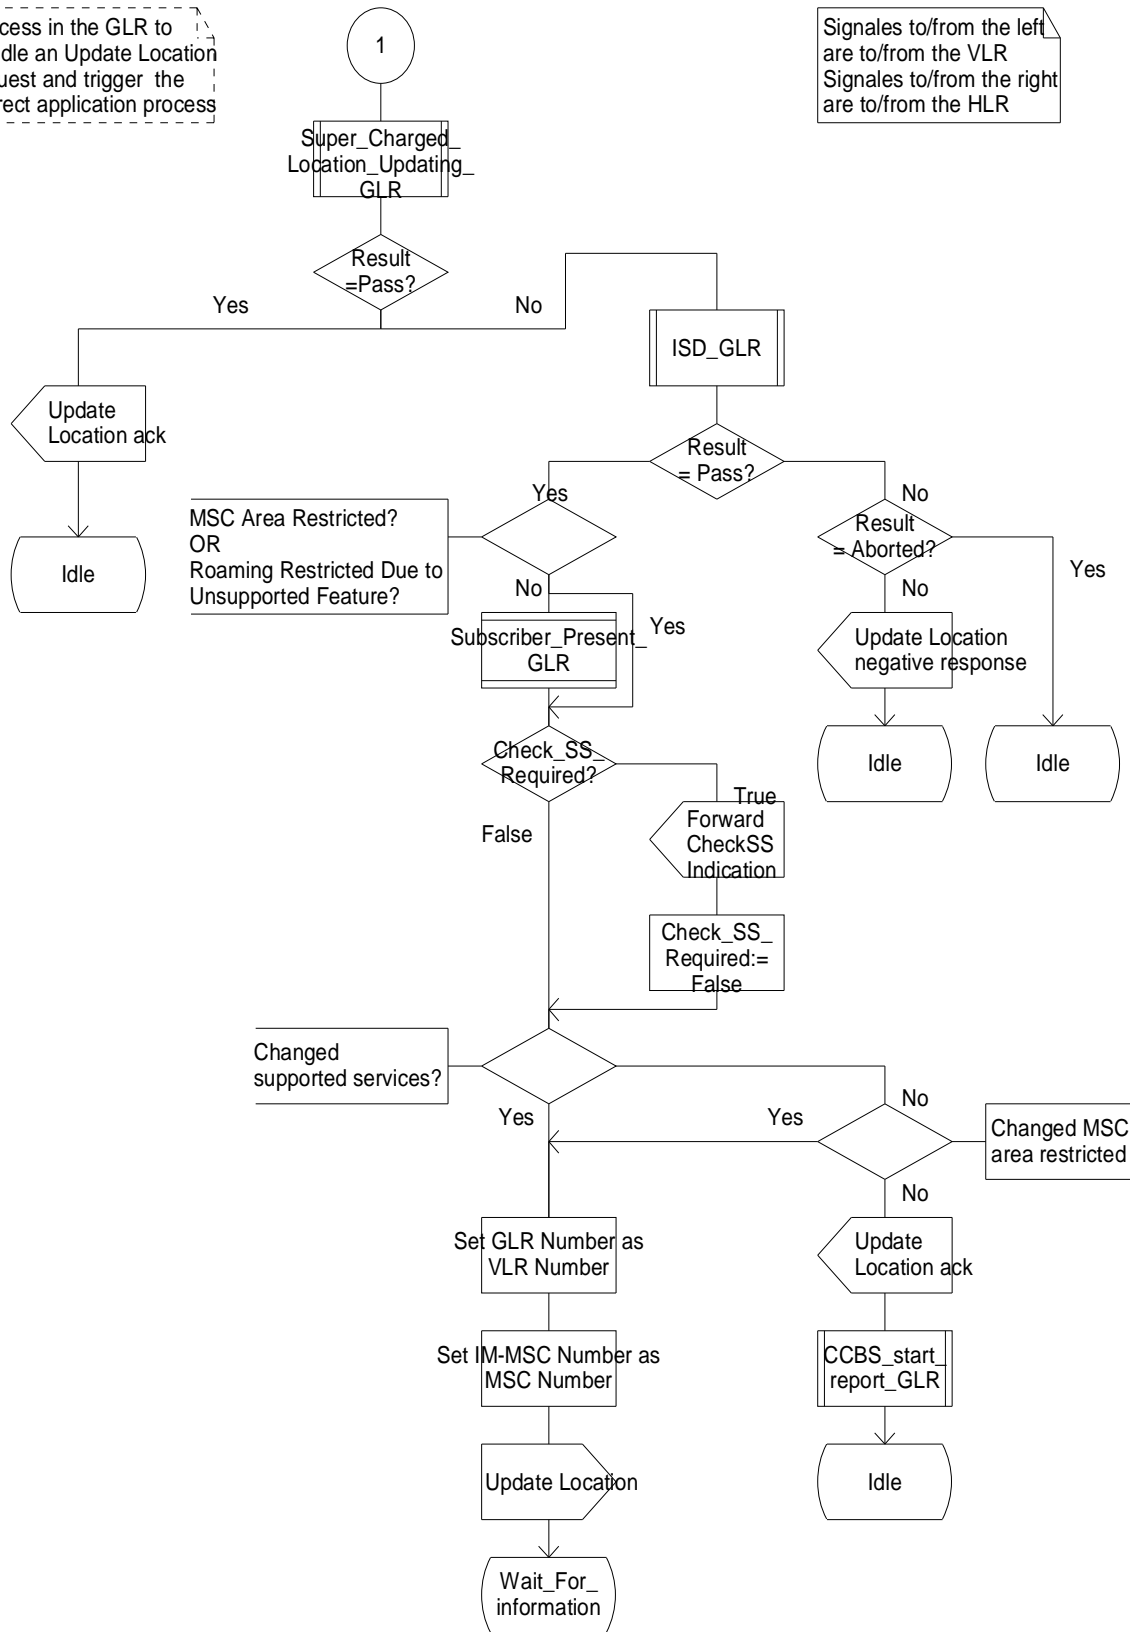 cess in the GLR to
dle an Update Location
uest and trigger the
rect application process
1
Signales to/from the left
are to/from the VLR
Signales to/from the right
are to/from the HLR
Super_Charged_
Location_Updating_
GLR
Result
=Pass?
Yes
No
ISD_GLR
Update
Location ack
Result
= Pass?
Yes
No
MSC Area Restricted?
OR
Roaming Restricted Due to
Unsupported Feature?
Result
= Aborted?
Idle
Yes
No
No
Subscriber_Present_
GLR
Yes
Update Location
negative response
Check_SS_
Required?
Idle
Idle
True
False
Forward
CheckSS
Indication
Check_SS_
Required:=
False
Changed
supported services?
No
Yes
Yes
Changed MSC
area restricted
No
Set GLR Number as
VLR Number
Update
Location ack
Set IM-MSC Number as
MSC Number
CCBS_start_
report_GLR
Update Location
Idle
Wait_For_
information